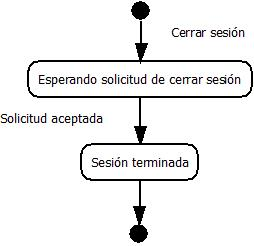 Cerrar sesión
Esperando solicitud de cerrar sesión
Solicitud aceptada
Sesión terminada